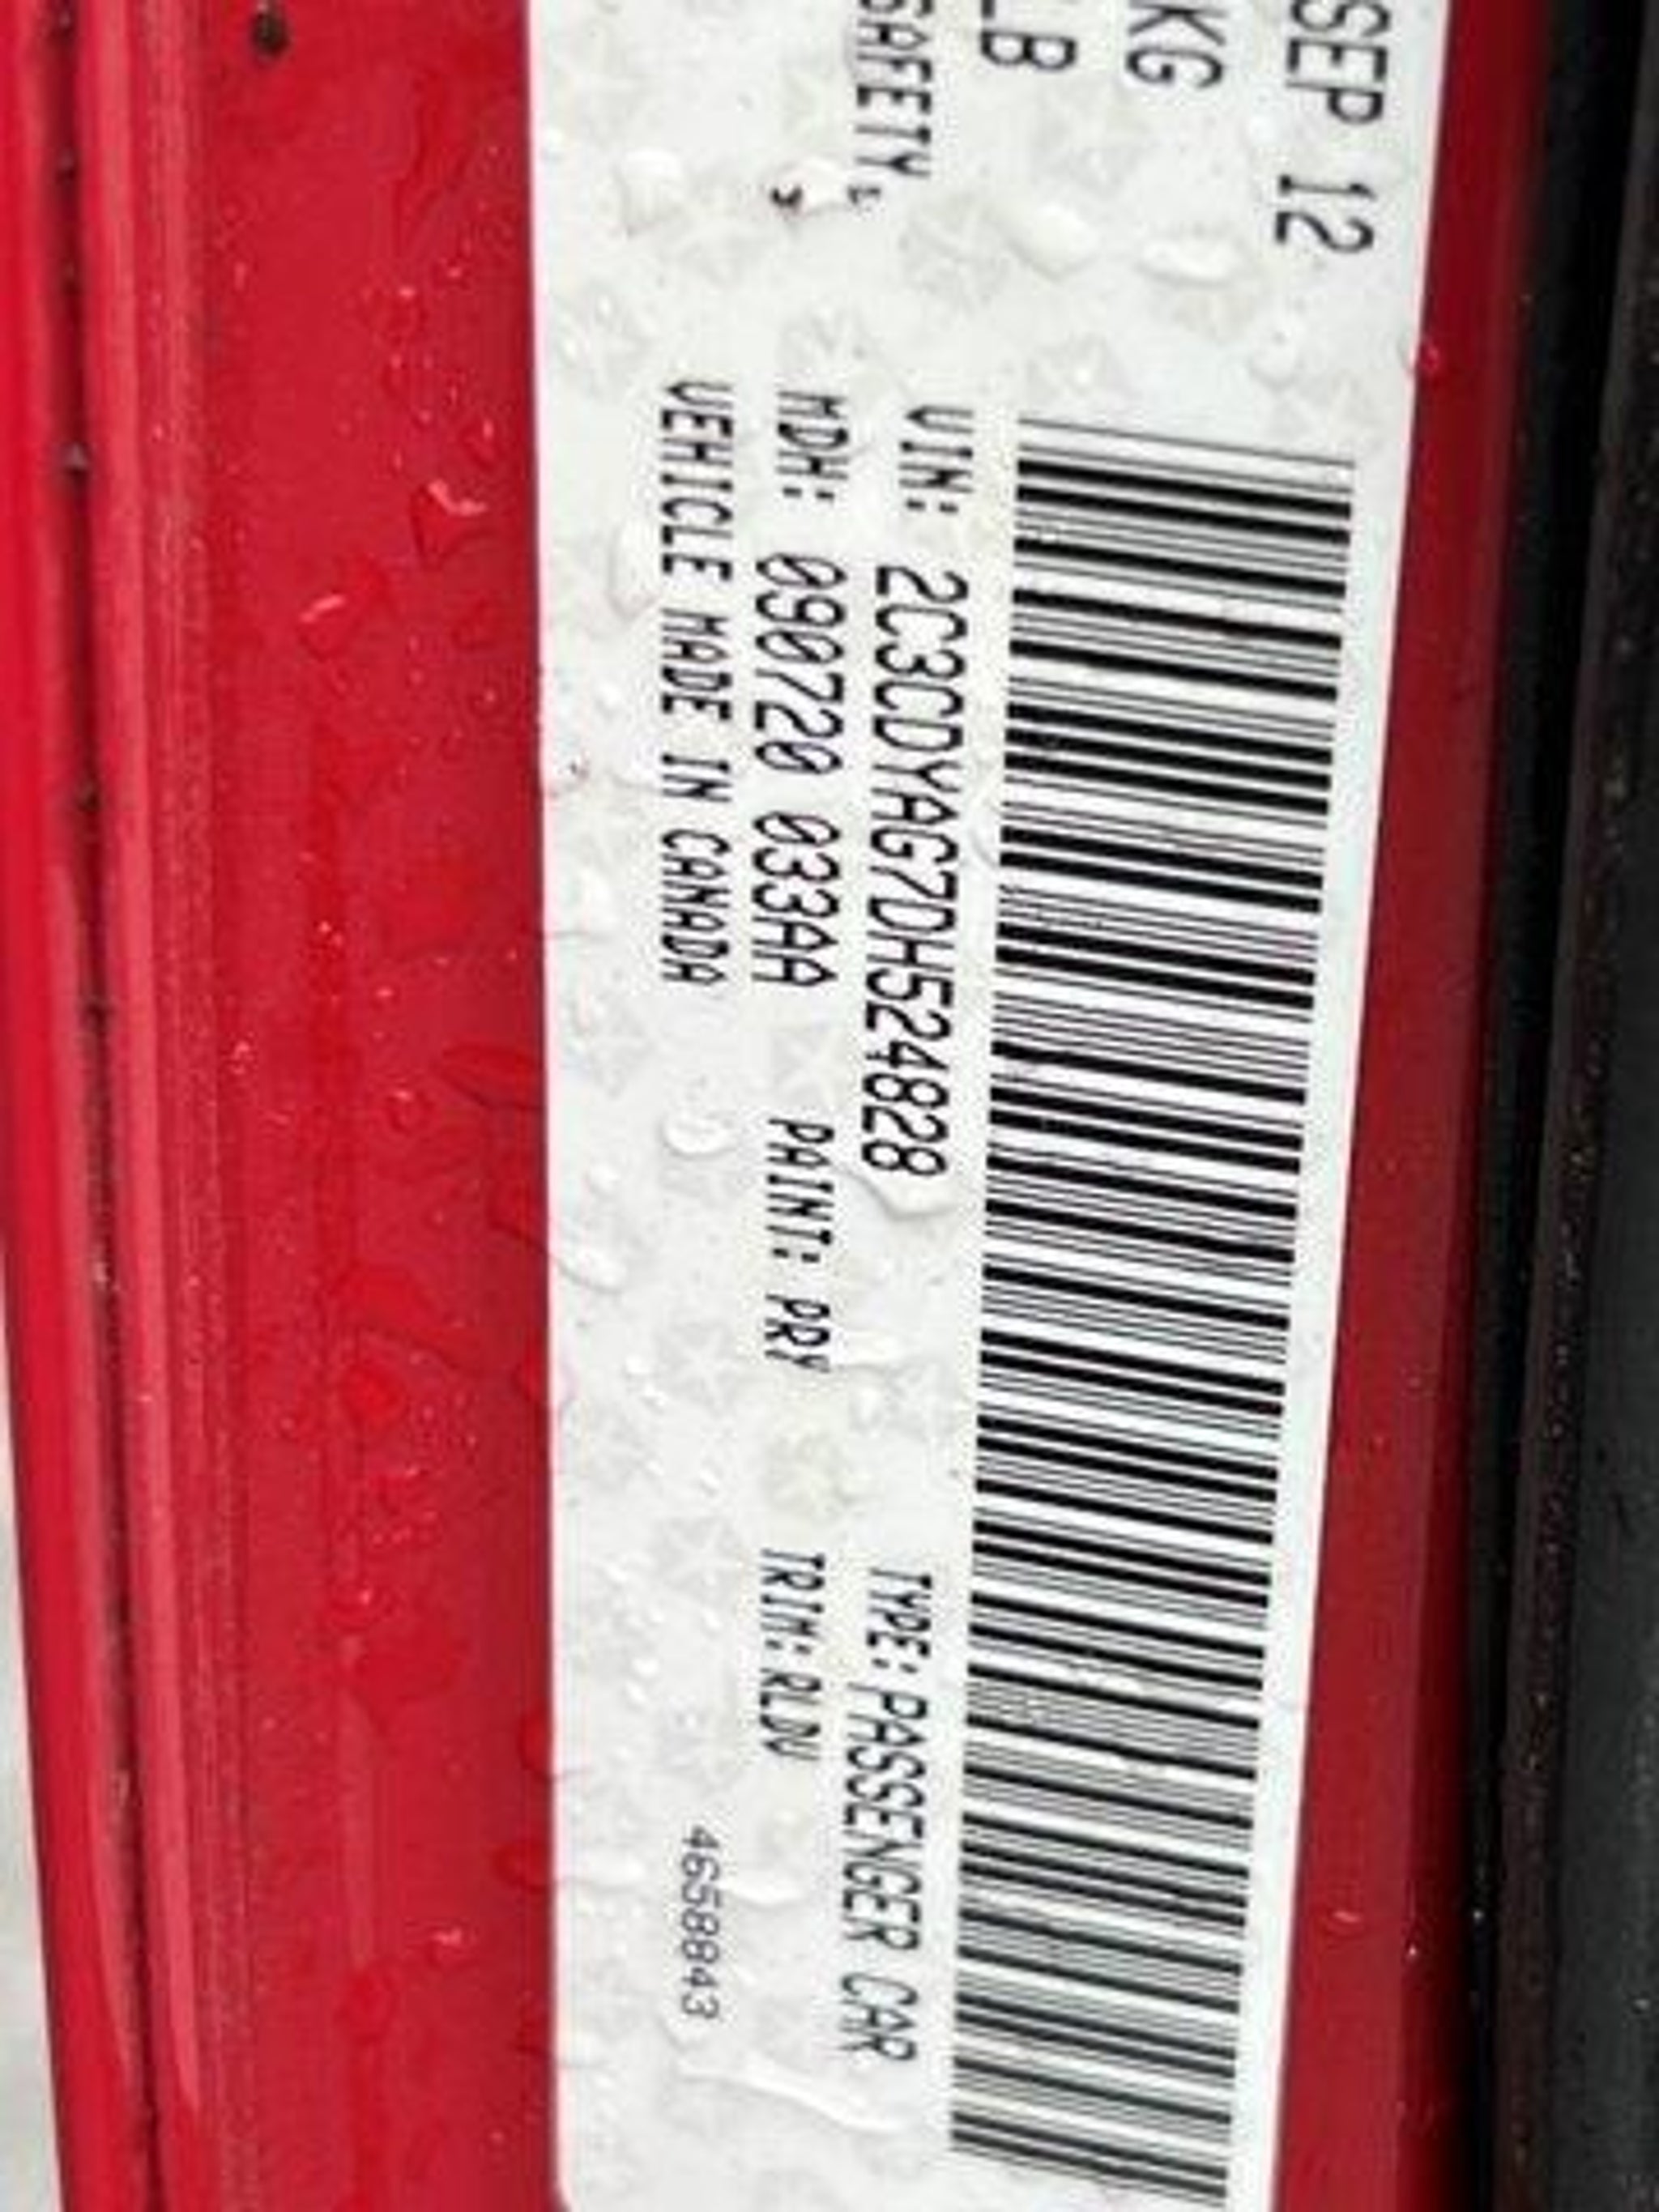 SEP 12
KG
LB
SAFETY,
VIN: 2C3CDYAG7DH524828
TYPE: PASSENGER CAR
MDH: 090720 033AA
PAINT: PRY
TRIM: RLDV
VEHICLE MADE IN CANADA
4658843